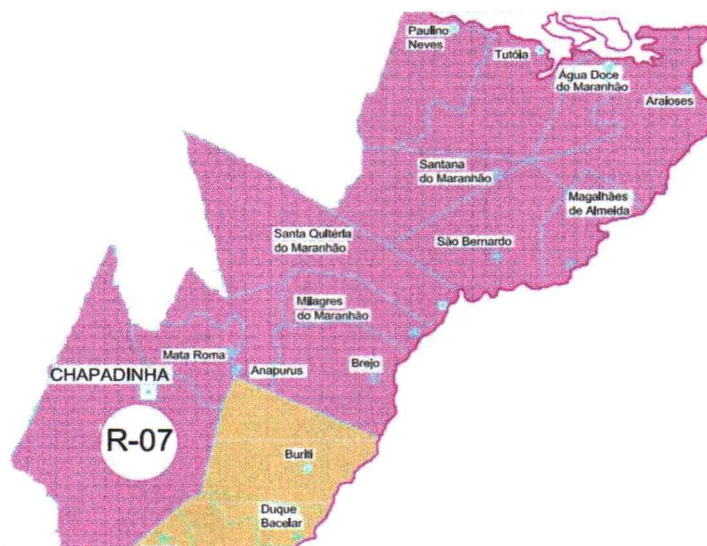 Paulino
Neves
Tutóia
Água Doce
do Maranhão
Araioses
Santana
do Maranhão
Magalhães
de Almeida
Santa Quitéria
do Maranhão
São Bernardo
Milagres
do Maranhão
Mata Roma
Anapurus
Brejo
CHAPADINHA
R-07
Buriti
Duque
Bacelar